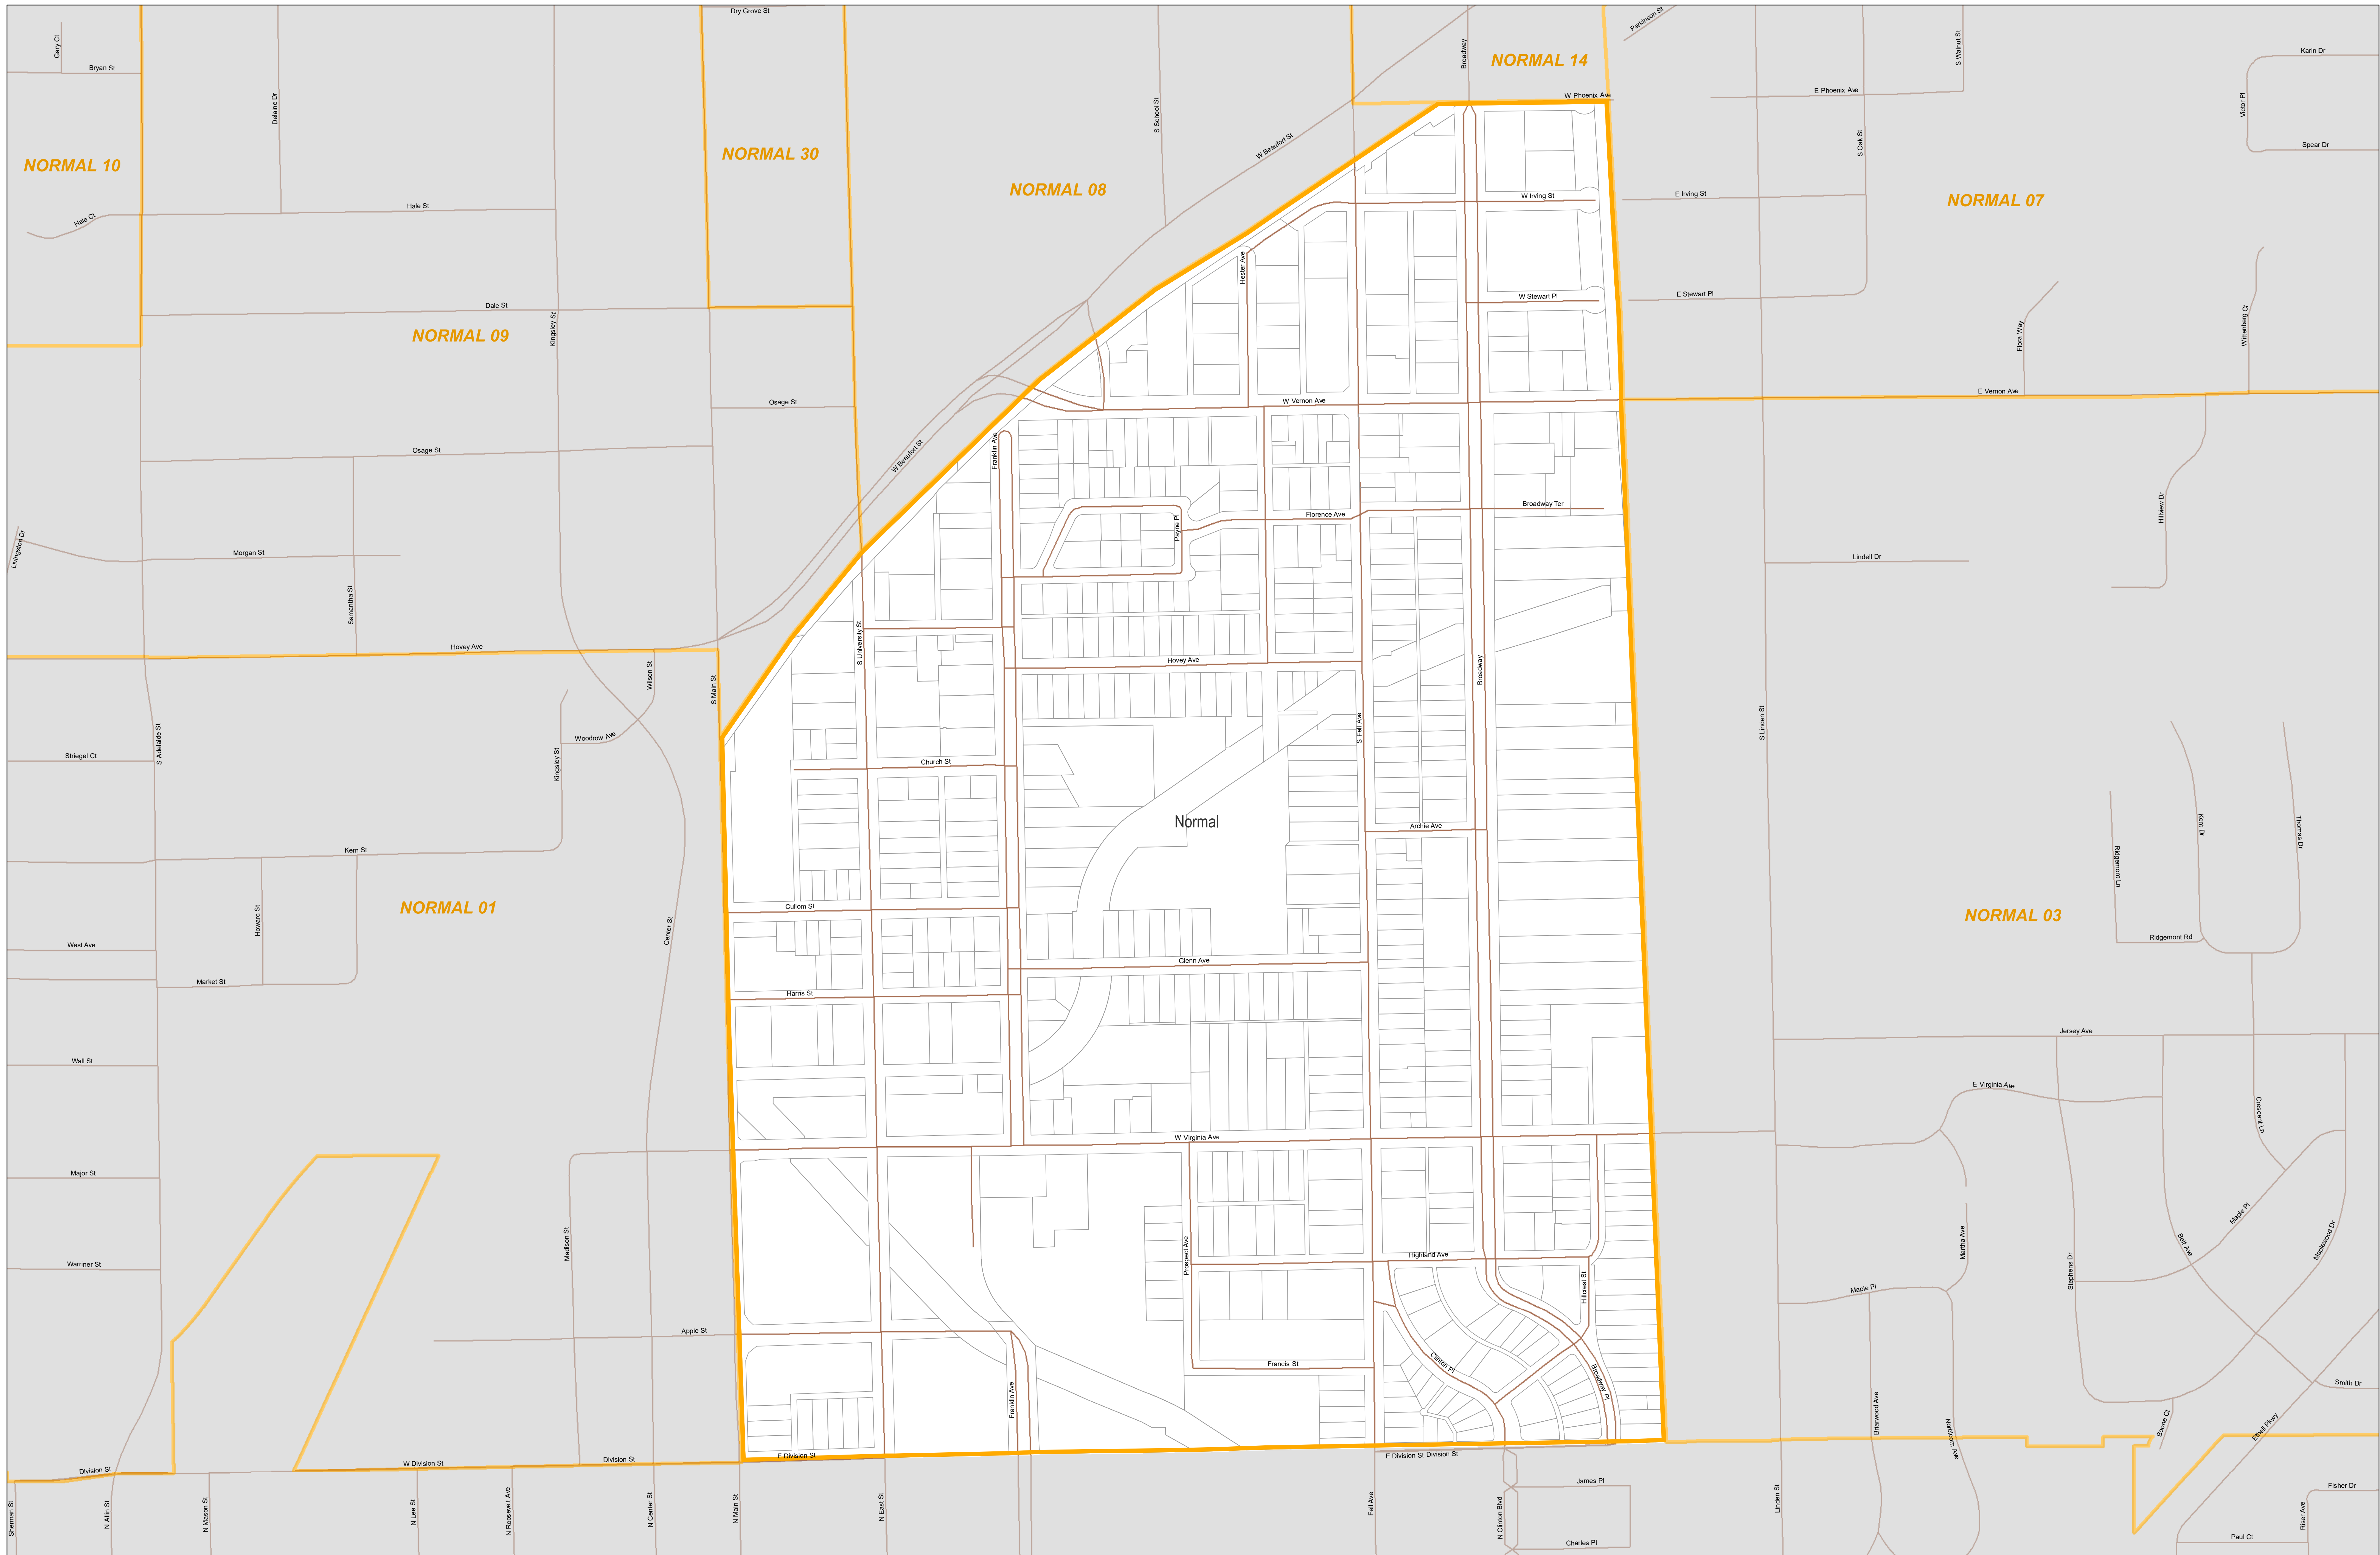 Dry Grove St
Parkinson St
Gary Ct
Bryan St
Broadway
S Walnut St
Karin Dr
NORMAL 14
Delaine Dr
S School St
W Phoenix Ave
E Phoenix Ave
Victor Pl
NORMAL 10
NORMAL 30
W Beaufort St
S Oak St
Spear Dr
NORMAL 08
NORMAL 07
Hale Ct
Hale St
W Irving St
E Irving St
Hester Ave
Dale St
NORMAL 09
Kingsley St
W Stewart Pl
E Stewart Pl
Flora Way
Wittenberg Ct
E Vernon Ave
Osage St
W Vernon Ave
Osage St
W Beaufort St
Franklin Ave
Broadway Ter
Hillview Dr
Payne Pl
Florence Ave
Livingston Dr
Morgan St
Lindell Dr
Samantha St
Hovey Ave
S University St
Hovey Ave
Wilson St
S Main St
Broadway
S Fell Ave
S Linden St
Woodrow Ave
Striegel Ct
S Adelaide St
Kingsley St
Church St
Normal
Archie Ave
Kent Dr
Thomas Dr
Kern St
Ridgemont Ln
NORMAL 01
Cullom St
Howard St
Center St
NORMAL 03
West Ave
Ridgemont Rd
Glenn Ave
Market St
Harris St
Wall St
Jersey Ave
E Virginia Ave
Crescent Ln
W Virginia Ave
Major St
Maple Pl
Madison St
Prospect Ave
Highland Ave
Martha Ave
Belt Ave
Maplewood Dr
Warriner St
Stephens Dr
Hillcrest St
Maple Pl
Apple St
Clinton Pl
Francis St
Broadway Pl
Smith Dr
Franklin Ave
Briarwood Ave
Norbloom Ave
Boone Ct
Ethell Pkwy
Division St
W Division St
Division St
E Division St
E Division St
Division St
James Pl
Fisher Dr
Sherman St
N Allin St
N Mason St
N Lee St
N Roosevelt Ave
N Center St
N Main St
N East St
Fell Ave
N Clinton Blvd
Linden St
Riser Ave
Charles Pl
Paul Ct